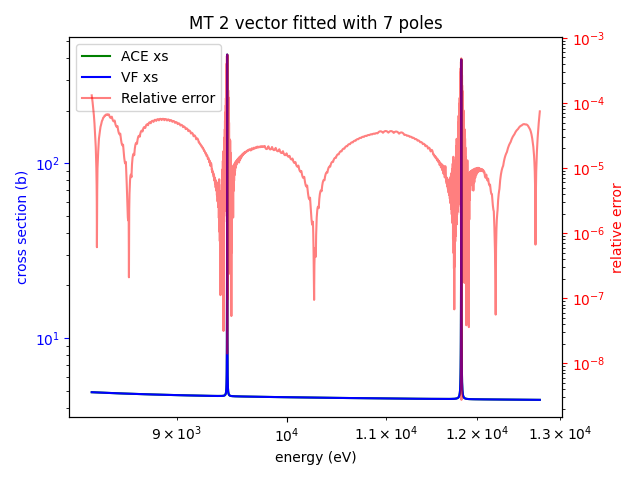 MT 2 vector fitted with 7 poles
ACE xs
VF xs
Relative error
cross section (b)
10²
10¹
relative error
10⁻³
10⁻⁴
10⁻⁵
10⁻⁶
10⁻⁷
10⁻⁸
9 × 10³
10⁴
1.1 × 10⁴
1.2 × 10⁴
1.3 × 10⁴
energy (eV)